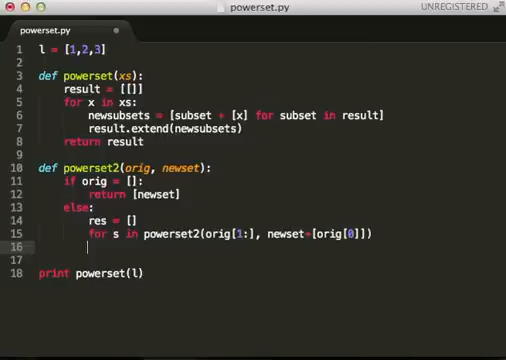 powerset.py
UNREGISTERED
powerset.py
1 l = [1,2,3]
2
3 def powerset(xs):
4 result = [[]]
5 for x in xs:
6 newsubsets = [subset + [x] for subset in result]
7 result.extend(newsubsets)
8 return result
9
10 def powerset2(orig, newset):
11 if orig = []:
12 return [newset]
13 else:
14 res = []
15 for s in powerset2(orig[1:], newset+[orig[0]])
16
17
18 print powerset(l)